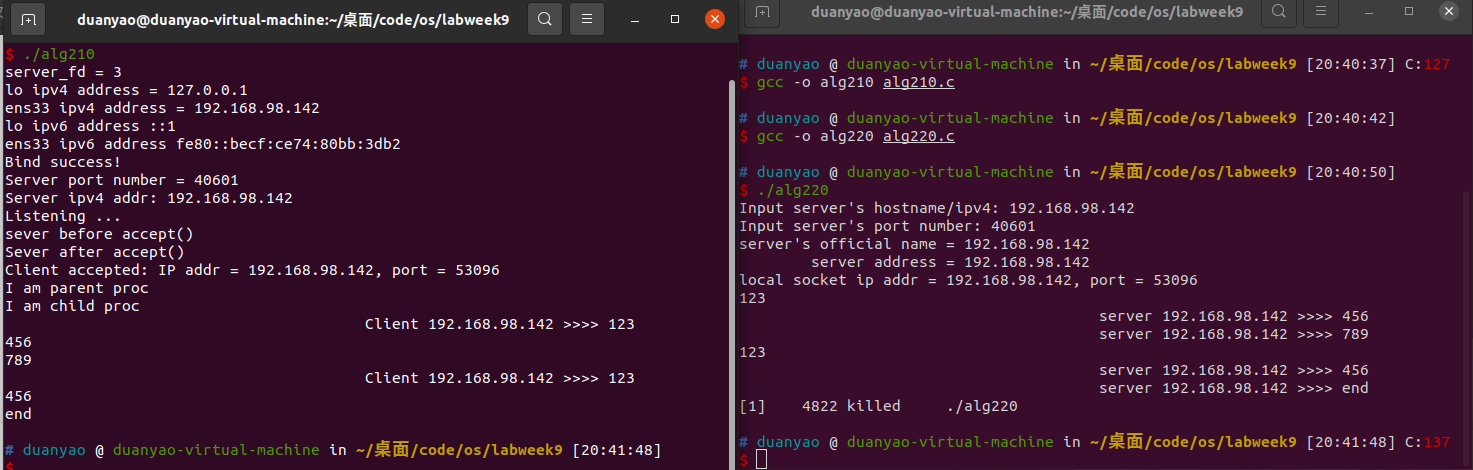 duanyao@duanyao-virtual-machine:~/桌面/code/os/labweek9
$ ./alg210
server_fd = 3
lo ipv4 address = 127.0.0.1
ens33 ipv4 address = 192.168.98.142
lo ipv6 address ::1
ens33 ipv6 address fe80::becf:ce74:80bb:3db2
Bind success!
Server port number = 40601
Server ipv4 addr: 192.168.98.142
Listening ...
sever before accept()
Sever after accept()
Client accepted: IP addr = 192.168.98.142, port = 53096
I am parent proc
I am child proc
Client 192.168.98.142 >>>> 123
456
789
Client 192.168.98.142 >>>> 123
456
end
# duanyao @ duanyao-virtual-machine in ~/桌面/code/os/labweek9 [20:41:48]
$
duanyao@duanyao-virtual-machine:~/桌面/code/os/labweek9
# duanyao @ duanyao-virtual-machine in ~/桌面/code/os/labweek9 [20:40:37] C:127
$ gcc -o alg210 alg210.c
# duanyao @ duanyao-virtual-machine in ~/桌面/code/os/labweek9 [20:40:42]
$ gcc -o alg220 alg220.c
# duanyao @ duanyao-virtual-machine in ~/桌面/code/os/labweek9 [20:40:50]
$ ./alg220
Input server's hostname/ipv4: 192.168.98.142
Input server's port number: 40601
server's official name = 192.168.98.142
server address = 192.168.98.142
local socket ip addr = 192.168.98.142, port = 53096
123
server 192.168.98.142 >>>> 456
server 192.168.98.142 >>>> 789
123
server 192.168.98.142 >>>> 456
server 192.168.98.142 >>>> end
[1]    4822 killed     ./alg220
# duanyao @ duanyao-virtual-machine in ~/桌面/code/os/labweek9 [20:41:48] C:137
$